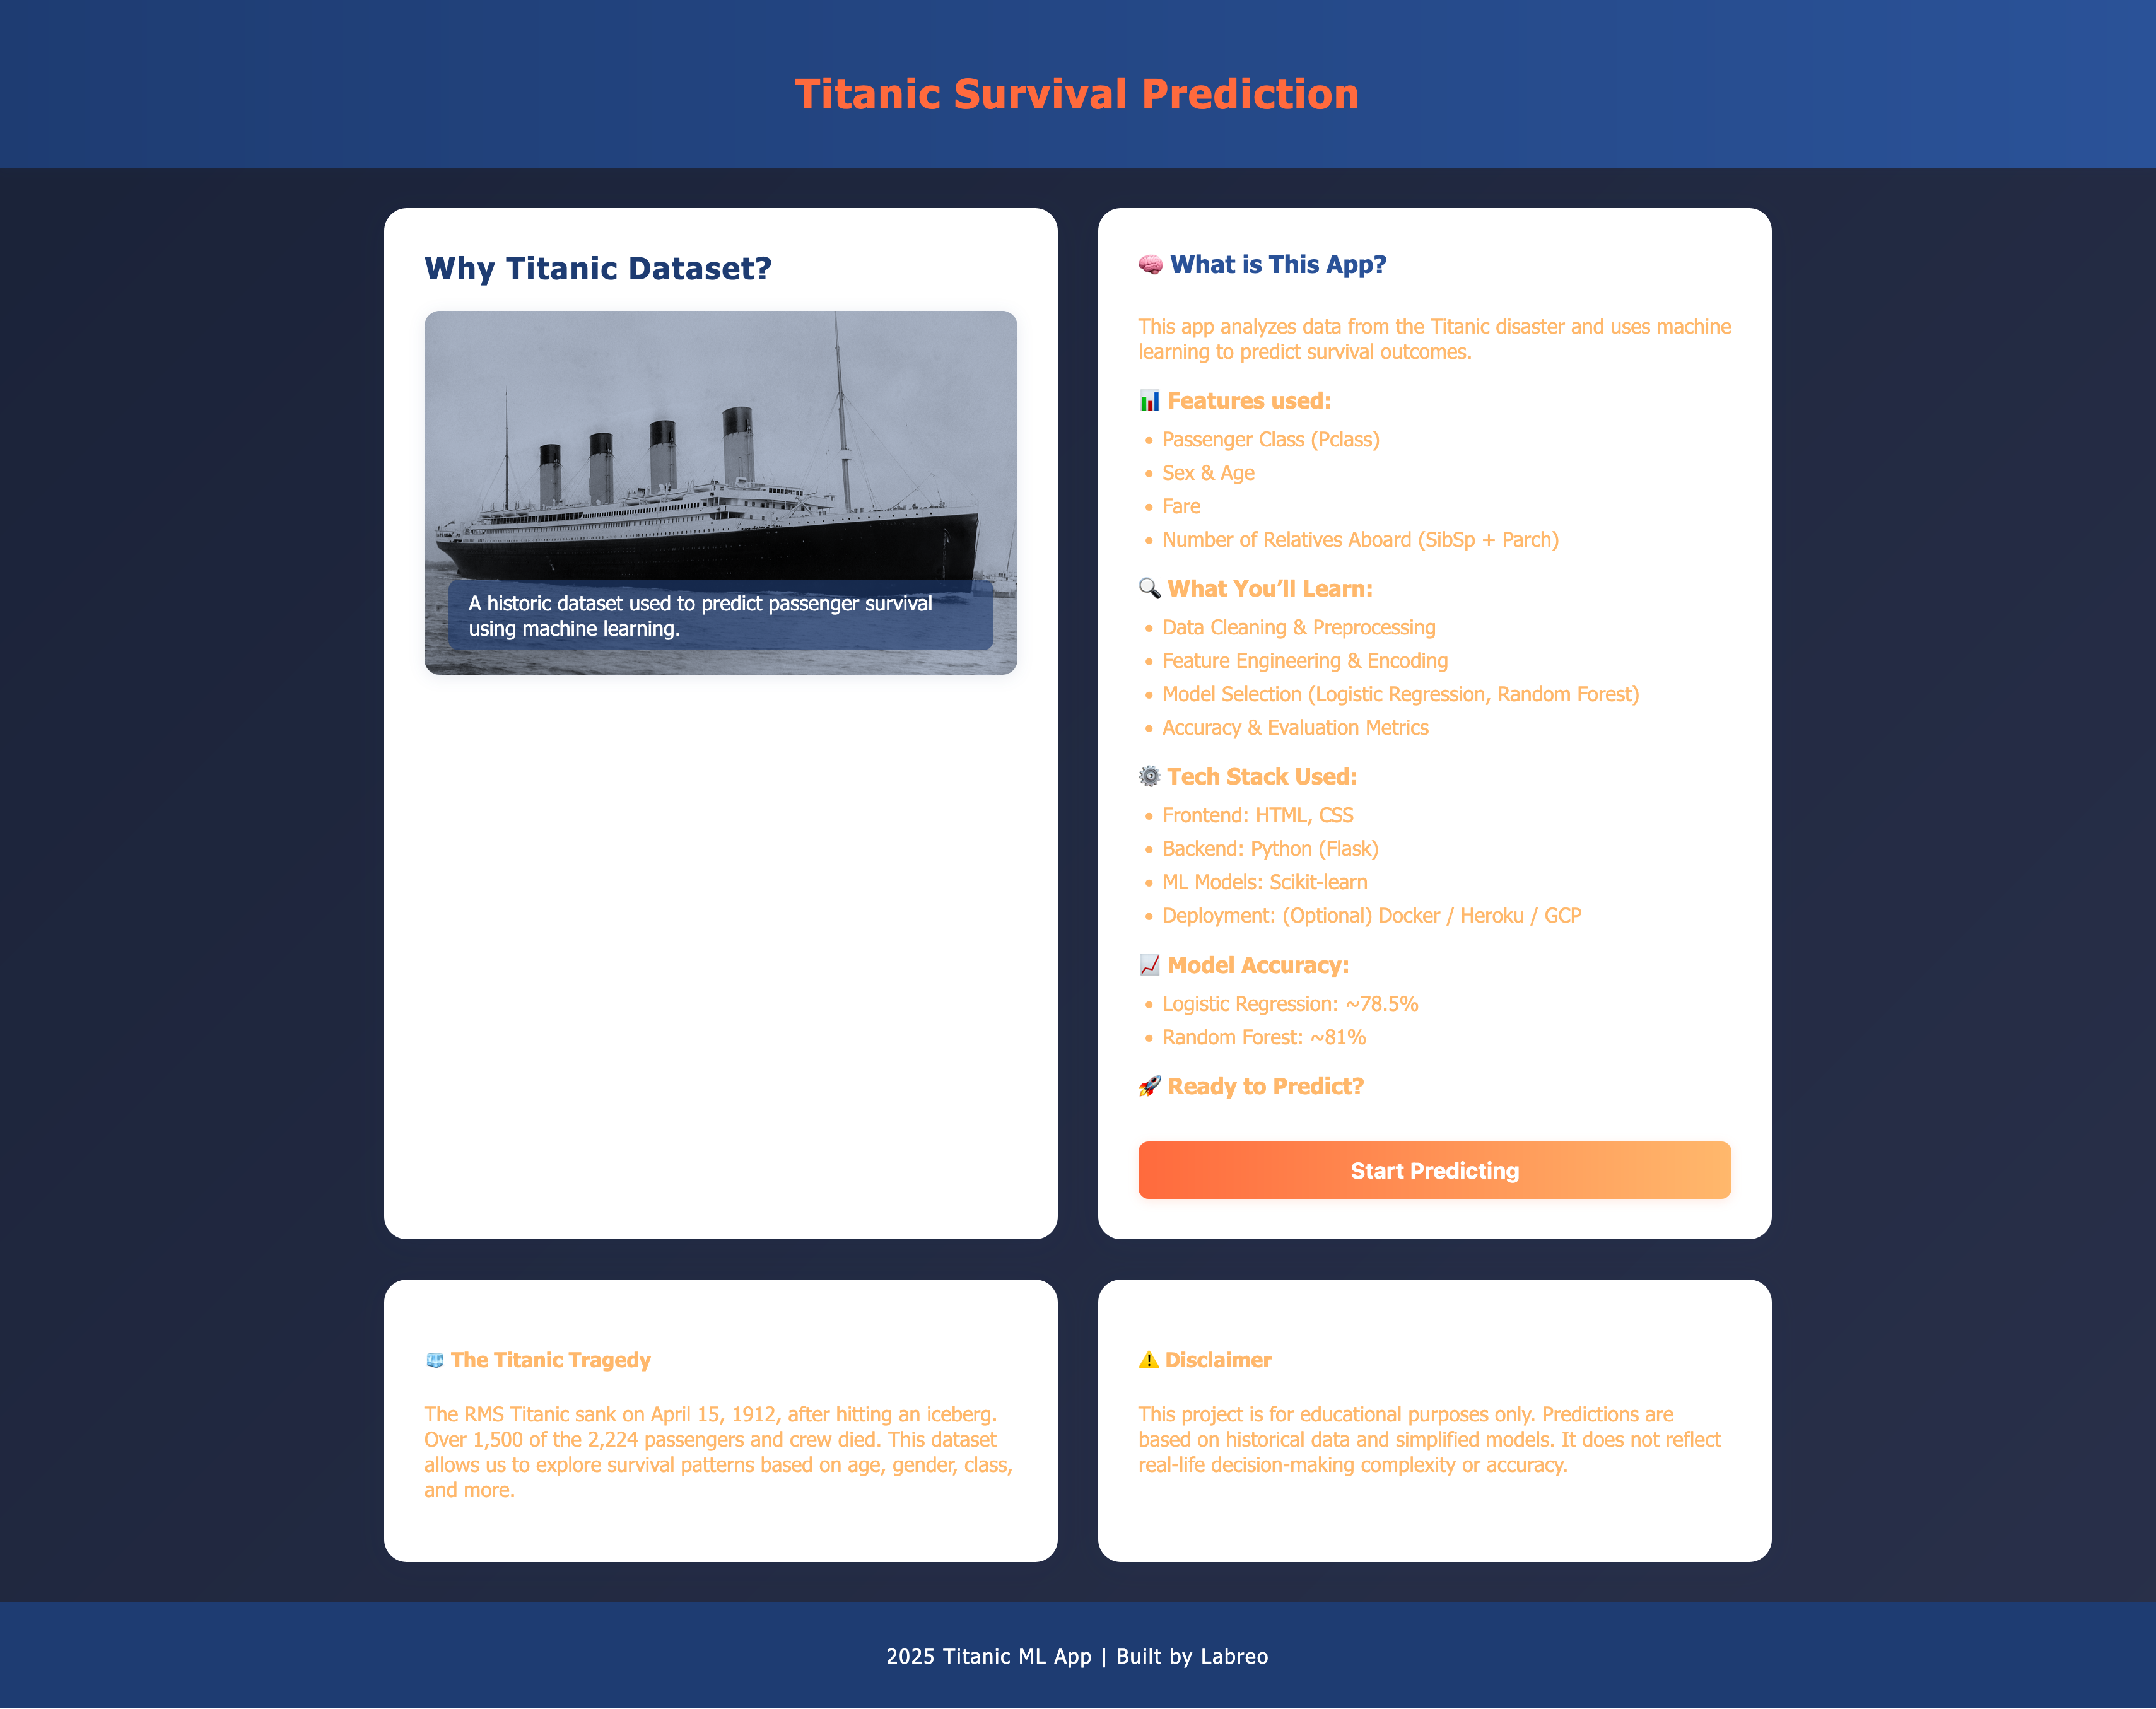 Titanic Survival Prediction
Why Titanic Dataset?
A historic dataset used to predict passenger survival
using machine learning.
🧠 What is This App?
This app analyzes data from the Titanic disaster and uses machine
learning to predict survival outcomes.
📊 Features used:
• Passenger Class (Pclass)
• Sex & Age
• Fare
• Number of Relatives Aboard (SibSp + Parch)
🔍 What You’ll Learn:
• Data Cleaning & Preprocessing
• Feature Engineering & Encoding
• Model Selection (Logistic Regression, Random Forest)
• Accuracy & Evaluation Metrics
⚙️ Tech Stack Used:
• Frontend: HTML, CSS
• Backend: Python (Flask)
• ML Models: Scikit-learn
• Deployment: (Optional) Docker / Heroku / GCP
📈 Model Accuracy:
• Logistic Regression: ~78.5%
• Random Forest: ~81%
🚀 Ready to Predict?
Start Predicting
🧊 The Titanic Tragedy
The RMS Titanic sank on April 15, 1912, after hitting an iceberg.
Over 1,500 of the 2,224 passengers and crew died. This dataset
allows us to explore survival patterns based on age, gender, class,
and more.
⚠️ Disclaimer
This project is for educational purposes only. Predictions are
based on historical data and simplified models. It does not reflect
real-life decision-making complexity or accuracy.
2025 Titanic ML App | Built by Labreo